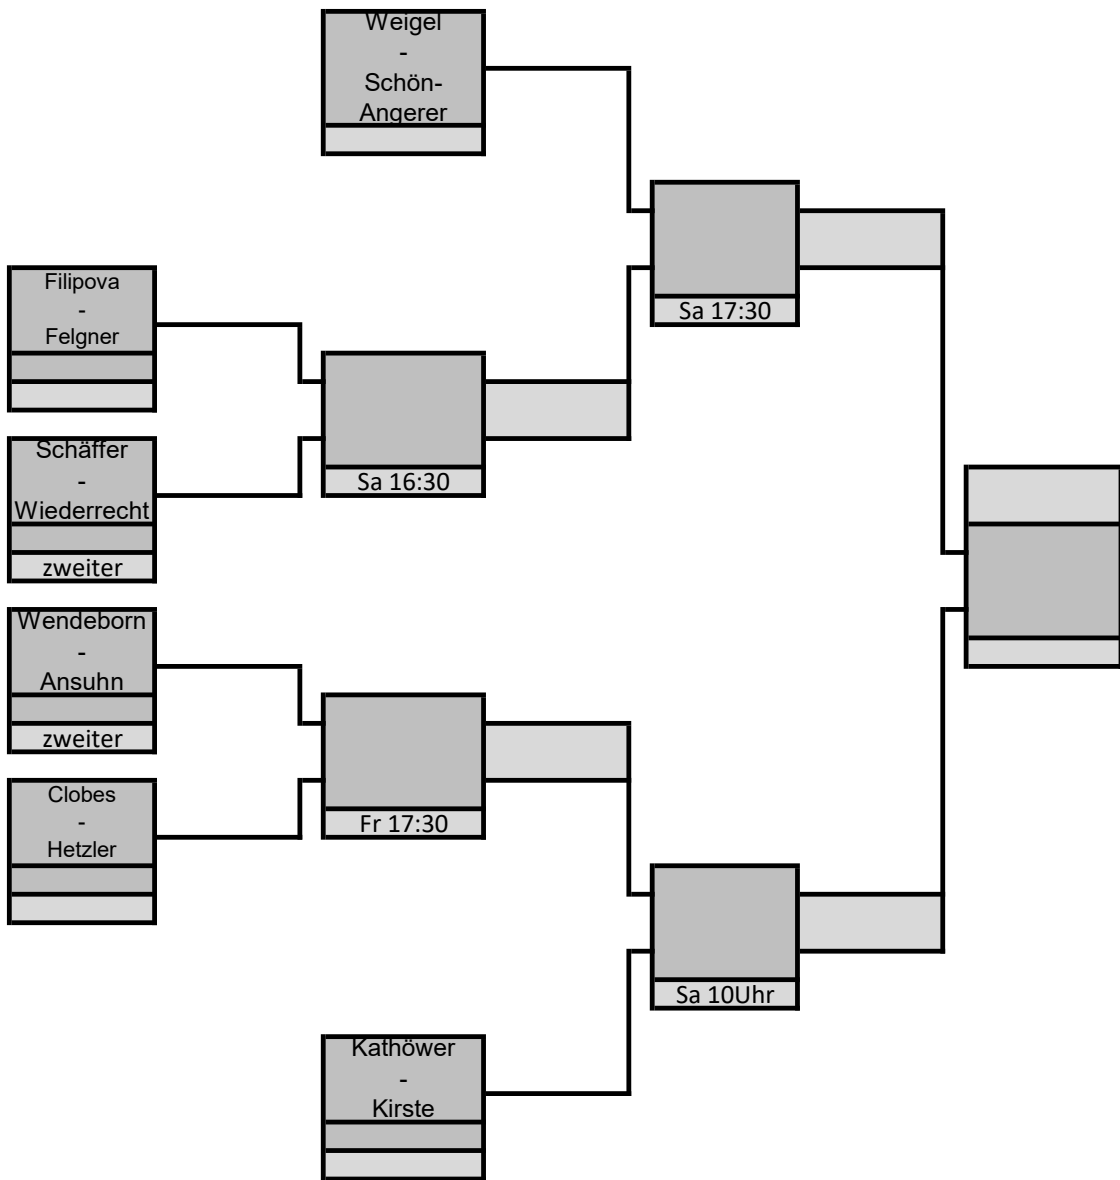 Weigel
-
Schön-
Angerer
Sa 17:30
Filipova
-
Felgner
Sa 16:30
Schäffer
-
Wiederrecht
zweiter
Wendeborn
-
Ansuhn
zweiter
Fr 17:30
Clobes
-
Hetzler
Sa 10Uhr
Kathöwer
-
Kirste